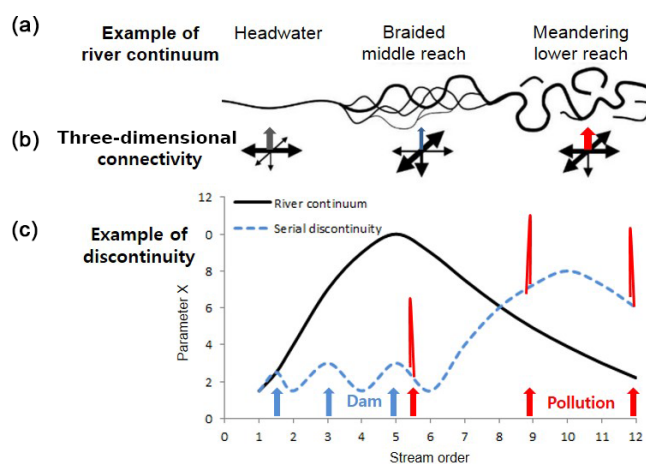 (a)
Example of
river continuum
Headwater
Braided
middle reach
Meandering
lower reach
(b)
Three-dimensional
connectivity
(c)
Example of
discontinuity
River continuum
Serial discontinuity
Parameter X
12
0
8
6
4
2
0
Dam
Pollution
0 1 2 3 4 5 6 7 8 9 10 11 12
Stream order